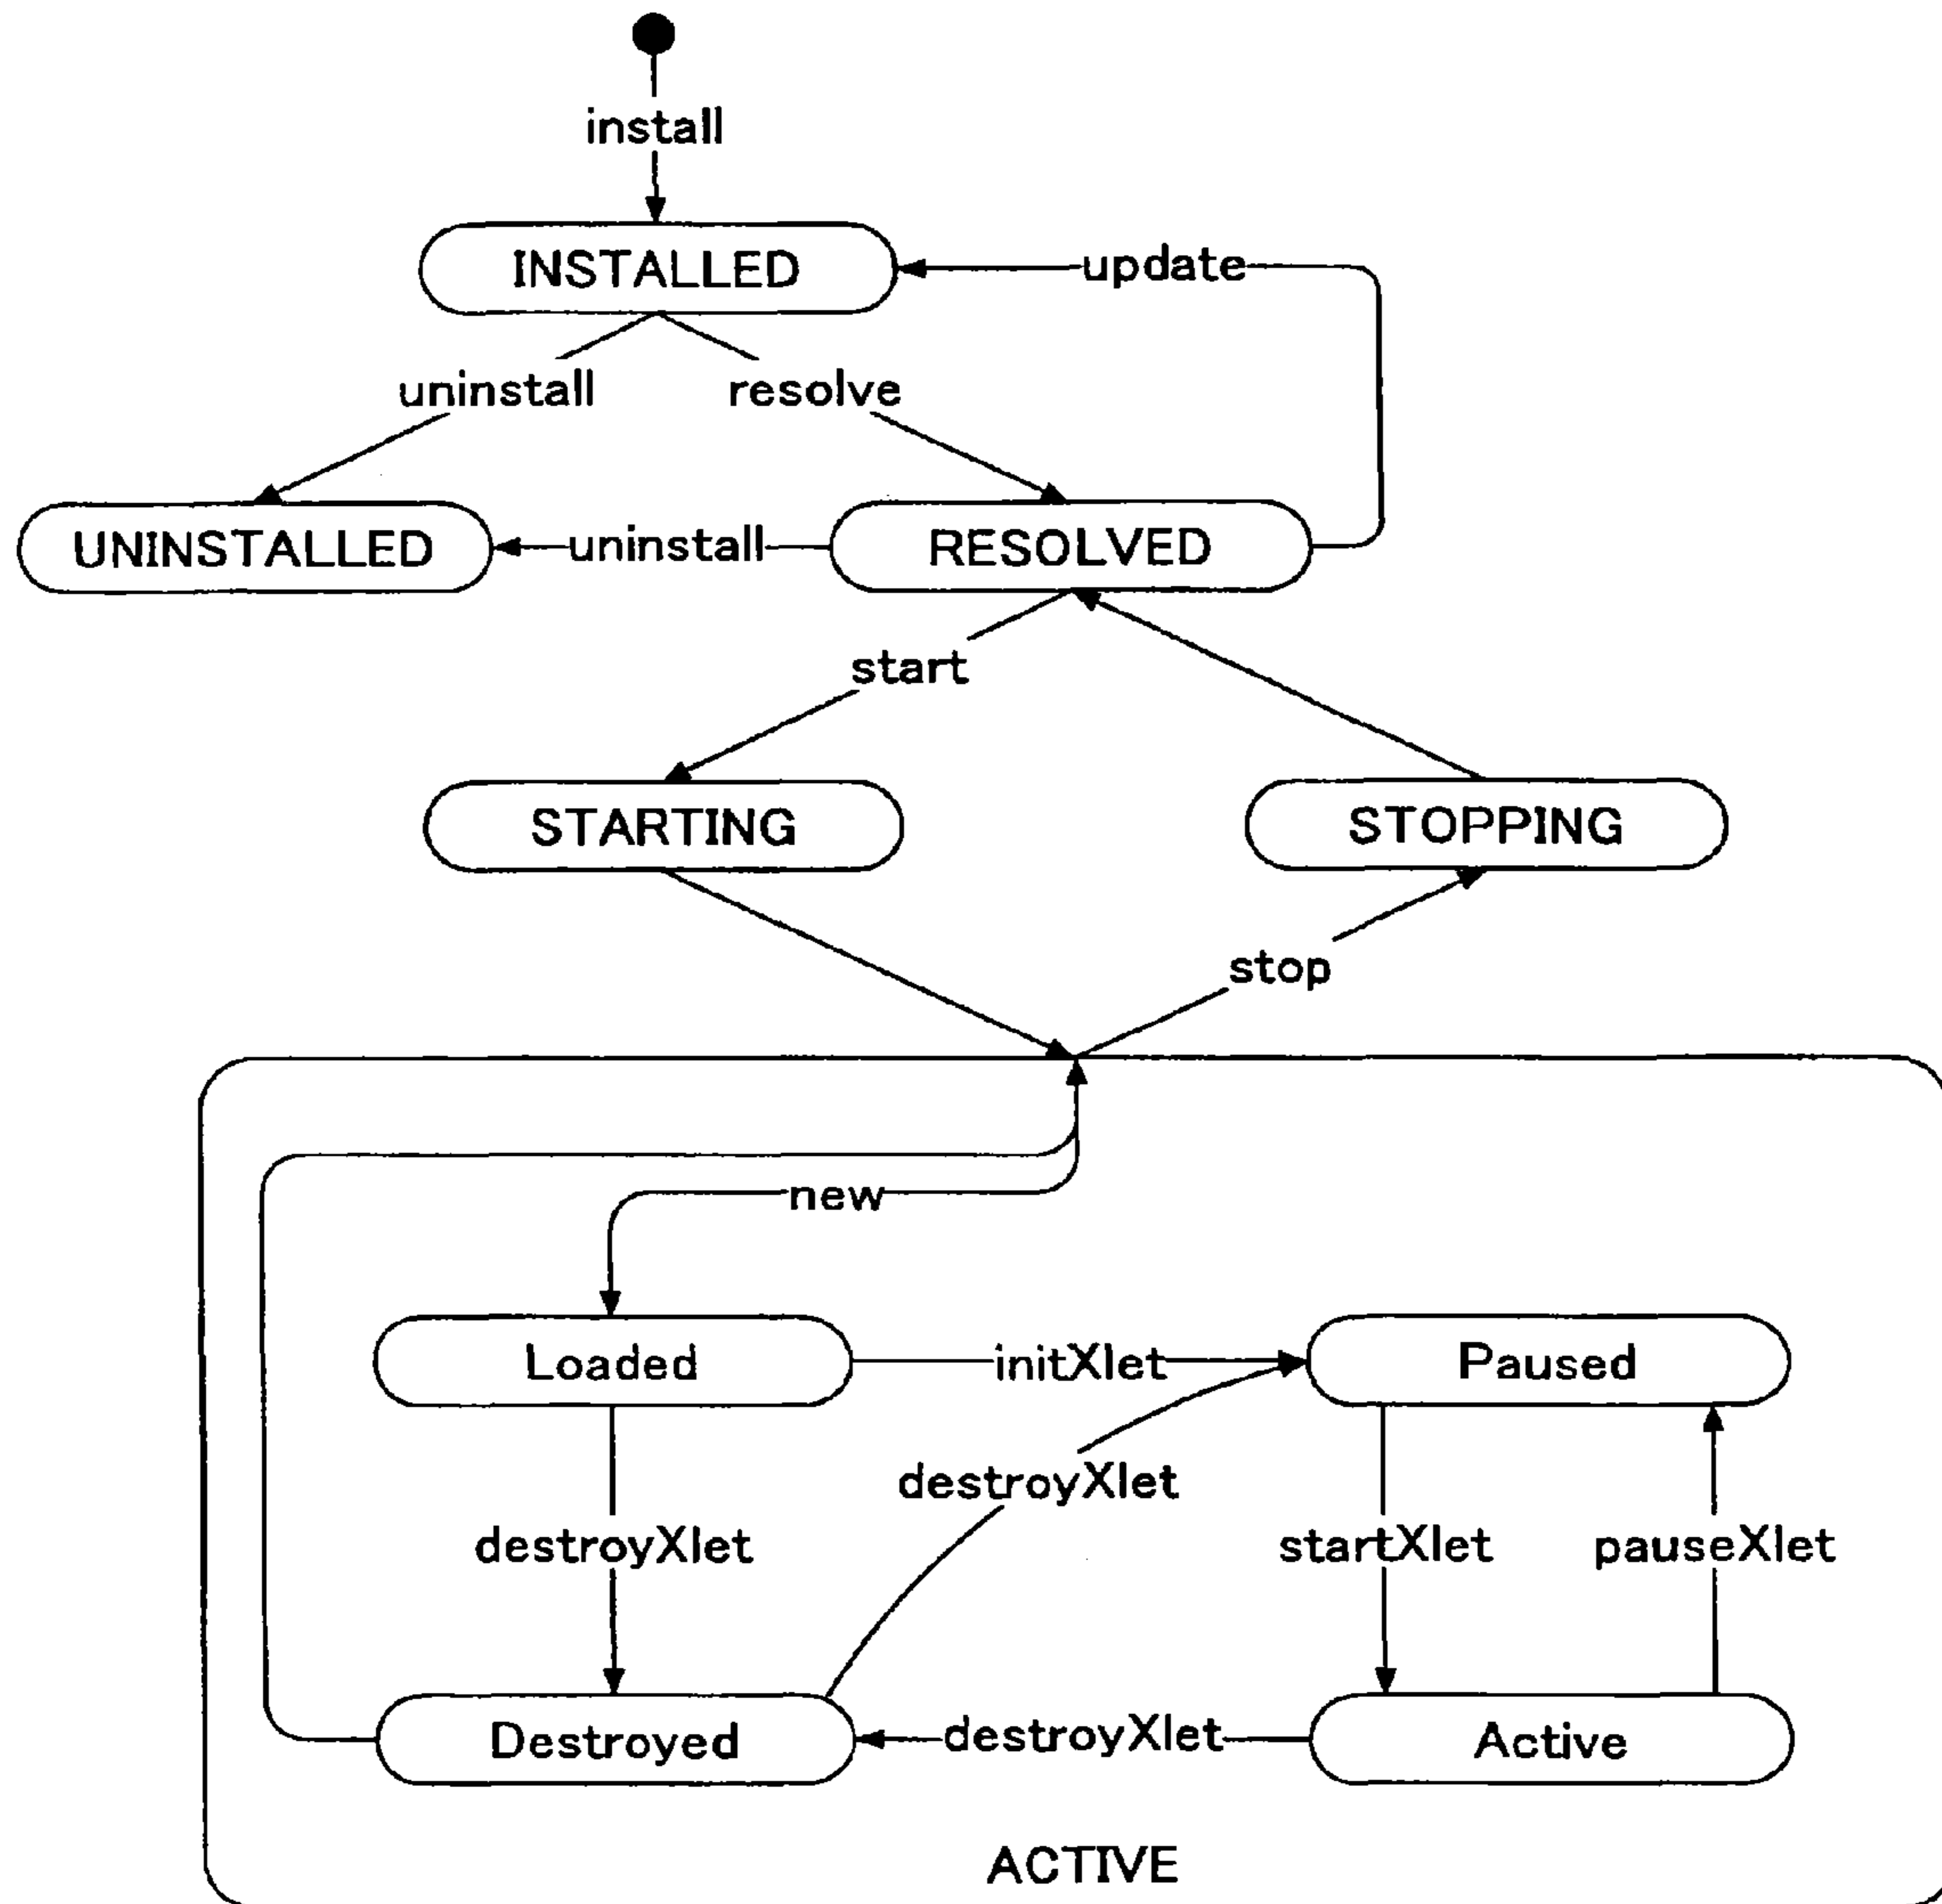 install
INSTALLED
update
uninstall
resolve
UNINSTALLED
uninstall
RESOLVED
start
STARTING
STOPPING
stop
new
Loaded
initXlet
Paused
destroyXlet
destroyXlet
startXlet
pauseXlet
Destroyed
destroyXlet
Active
ACTIVE